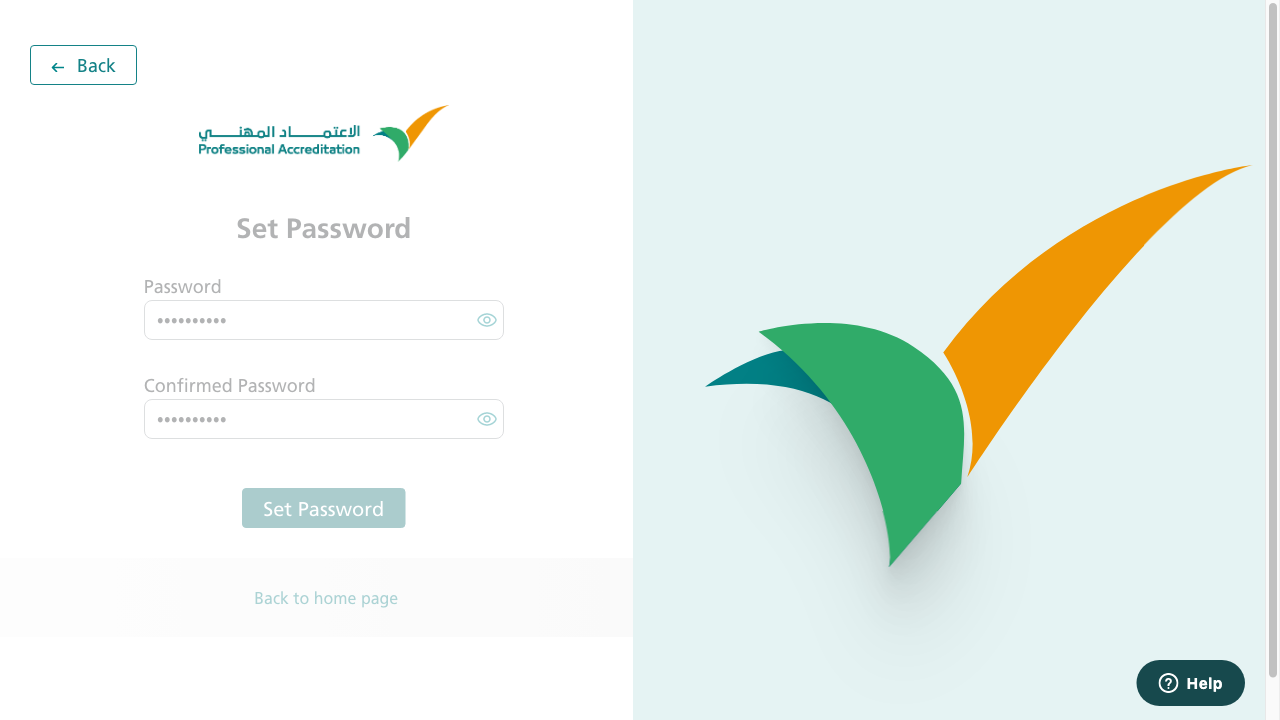 ← Back
الاعتمـــاد المهنـــي
Professional Accreditation
Set Password
Password
••••••••••
Confirmed Password
••••••••••
Set Password
Back to home page
Help